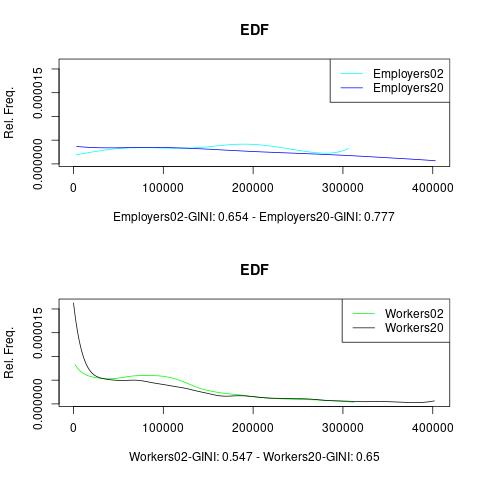 EDF
Rel. Freq.
0.000015
0.000000
Employers02
Employers20
0 100000 200000 300000 400000
Employers02-GINI: 0.654 - Employers20-GINI: 0.777
EDF
Rel. Freq.
0.000015
0.000000
Workers02
Workers20
0 100000 200000 300000 400000
Workers02-GINI: 0.547 - Workers20-GINI: 0.65